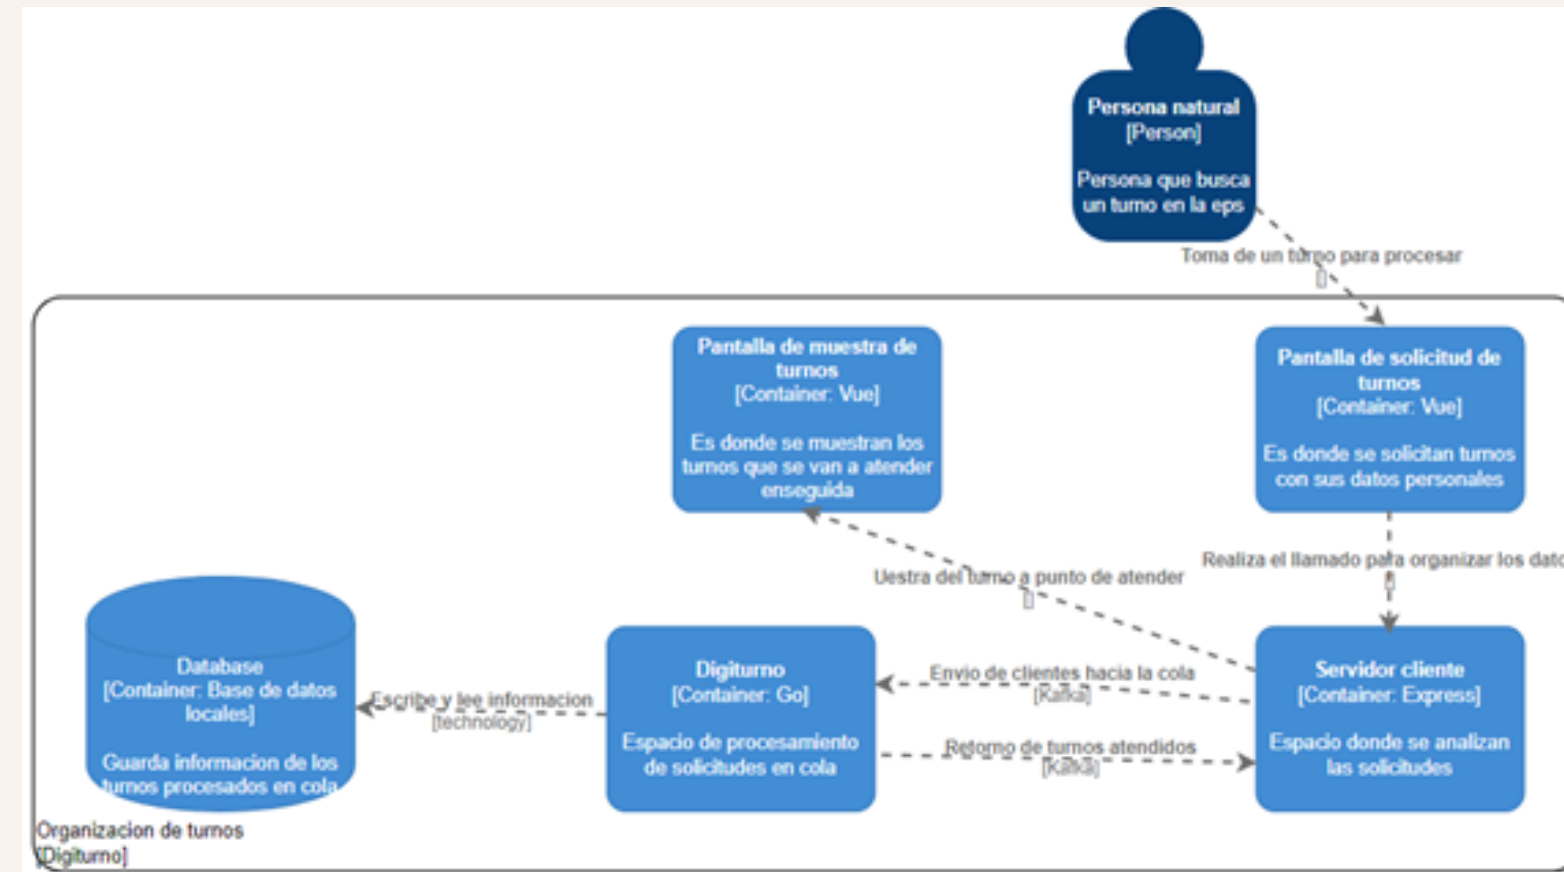 Persona natural
[Person]
Persona que busca
un turno en la eps
Toma de un turno para procesar
Pantalla de muestra de
turnos
[Container: Vue]
Es donde se muestran los
turnos que se van a atender
enseguida
Pantalla de solicitud de
turnos
[Container: Vue]
Es donde se solicitan turnos
con sus datos personales
Realiza el llamado para organizar los dato
Uestra del turno a punto de atender
Database
[Container: Base de datos
locales]
Guarda informacion de los
turnos procesados en cola
Escribe y lee informacion
[technology]
Digiturno
[Container: Go]
Espacio de procesamiento
de solicitudes en cola
Envio de clientes hacia la cola
[Kafka]
Retorno de turnos atendidos
[Kafka]
Servidor cliente
[Container: Express]
Espacio donde se analizan
las solicitudes
Organizacion de turnos
[Digiturno]